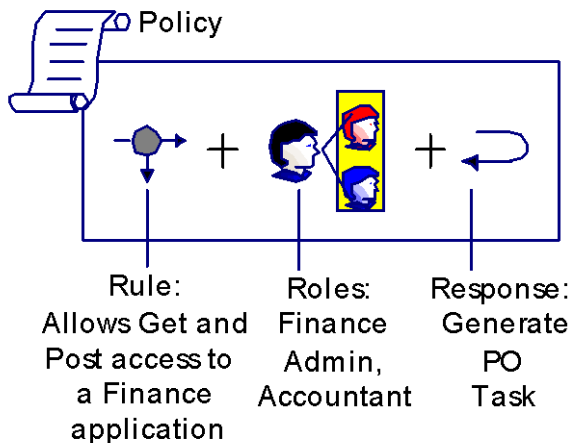 Policy
+
+
Rule:
Allows Get and
Post access to
a Finance
application
Roles:
Finance
Admin,
Accountant
Response:
Generate
PO
Task